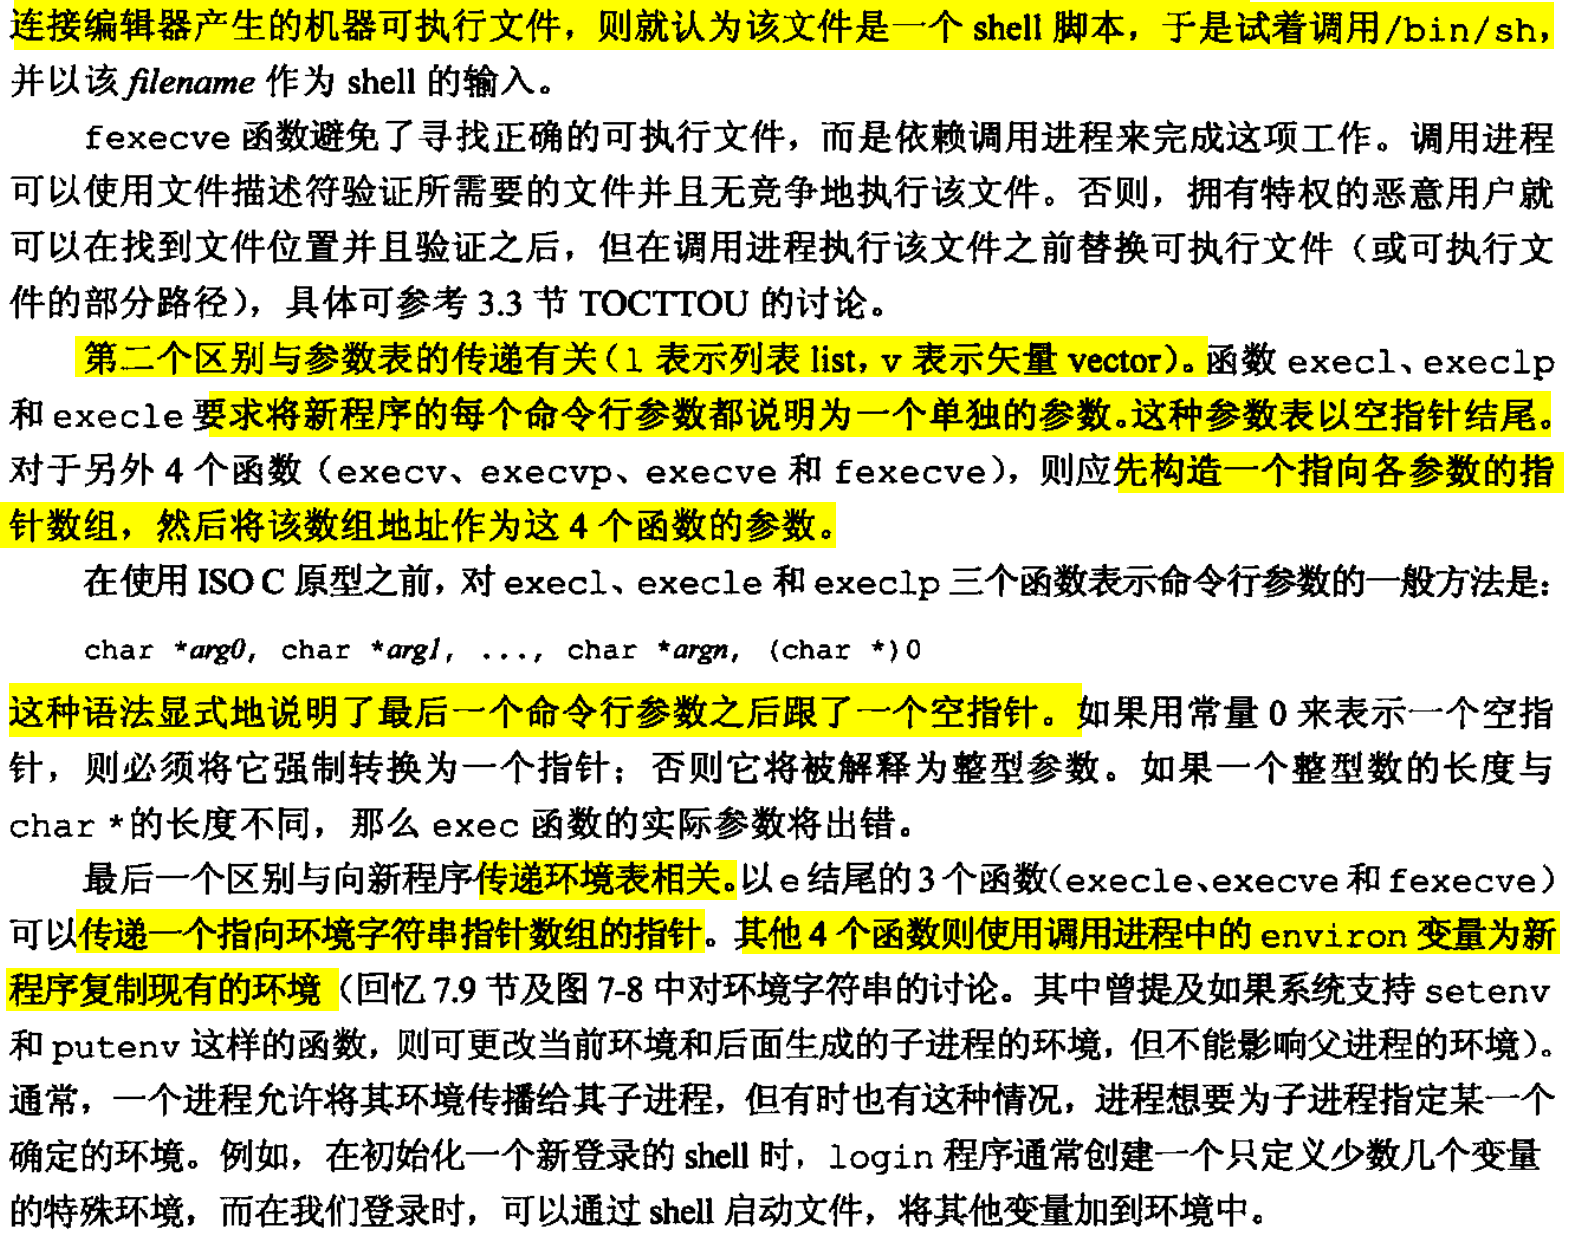 连接编辑器产生的机器可执行文件，则就认为该文件是一个 shell 脚本，于是试着调用/bin/sh，
并以该 filename 作为 shell 的输入。
fexecve 函数避免了寻找正确的可执行文件，而是依赖调用进程来完成这项工作。调用进程
可以使用文件描述符验证所需要的文件并且无竞争地执行该文件。否则，拥有特权的恶意用户就
可以在找到文件位置并且验证之后，但在调用进程执行该文件之前替换可执行文件（或可执行文
件的部分路径），具体可参考 3.3 节 TOCTTOU 的讨论。
第二个区别与参数表的传递有关（l 表示列表 list，v 表示矢量 vector）。函数 execl、execlp
和 execle 要求将新程序的每个命令行参数都说明为一个单独的参数。这种参数表以空指针结尾。
对于另外 4 个函数（execv、execvp、execve 和 fexecve），则应先构造一个指向各参数的指
针数组，然后将该数组地址作为这 4 个函数的参数。
在使用 ISO C 原型之前，对 execl、execle 和 execlp 三个函数表示命令行参数的一般方法是：
char *arg0, char *arg1, ..., char *argn, (char *)0
这种语法显式地说明了最后一个命令行参数之后跟了一个空指针。如果用常量 0 来表示一个空指
针，则必须将它强制转换为一个指针；否则它将被解释为整型参数。如果一个整型数的长度与
char *的长度不同，那么 exec 函数的实际参数将出错。
最后一个区别与向新程序传递环境表相关。以 e 结尾的 3 个函数（execle、execve 和 fexecve）
可以传递一个指向环境字符串指针数组的指针。其他 4 个函数则使用调用进程中的 environ 变量为新
程序复制现有的环境（回忆 7.9 节及图 7-8 中对环境字符串的讨论。其中曾提及如果系统支持 setenv
和 putenv 这样的函数，则可更改当前环境和后面生成的子进程的环境，但不能影响父进程的环境）。
通常，一个进程允许将其环境传播给其子进程，但有时也有这种情况，进程想要为子进程指定某一个
确定的环境。例如，在初始化一个新登录的 shell 时，login 程序通常创建一个只定义少数几个变量
的特殊环境，而在我们登录时，可以通过 shell 启动文件，将其他变量加到环境中。